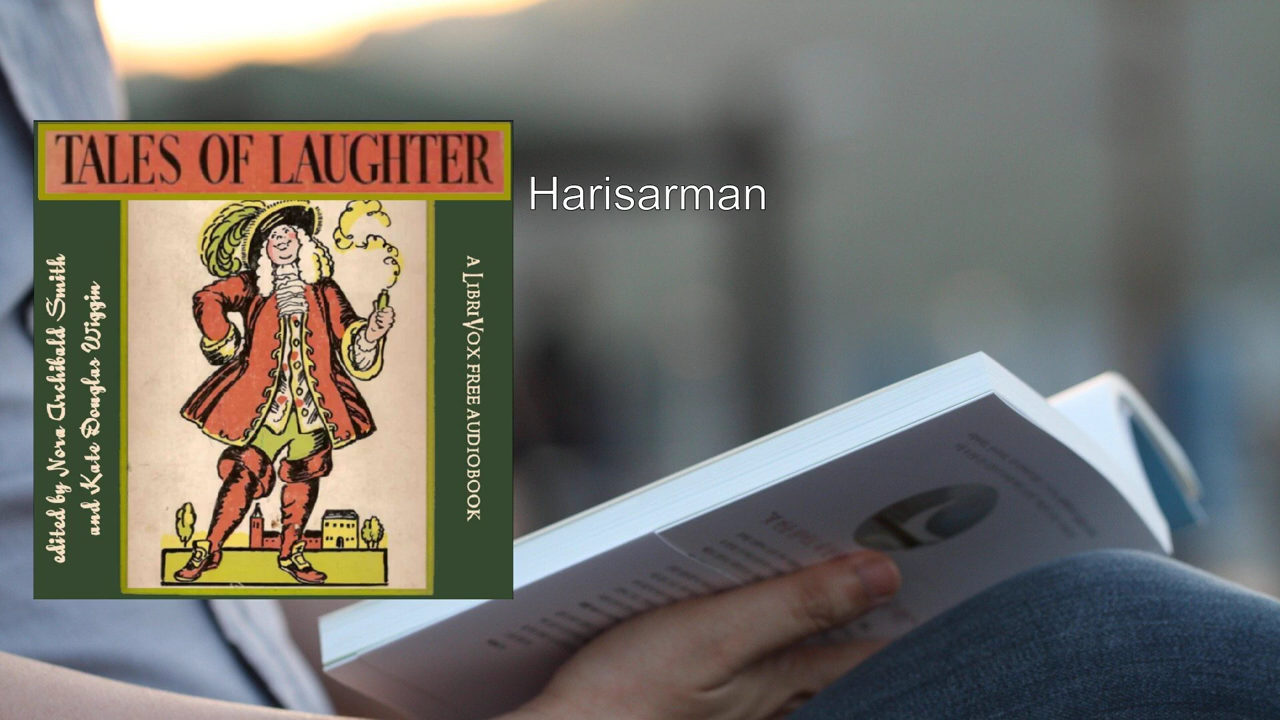 TALES OF LAUGHTER
Harisarman
edited by Nora Archibald Smith
and Kate Douglas Wiggin
A LIBRIVOX FREE AUDIOBOOK